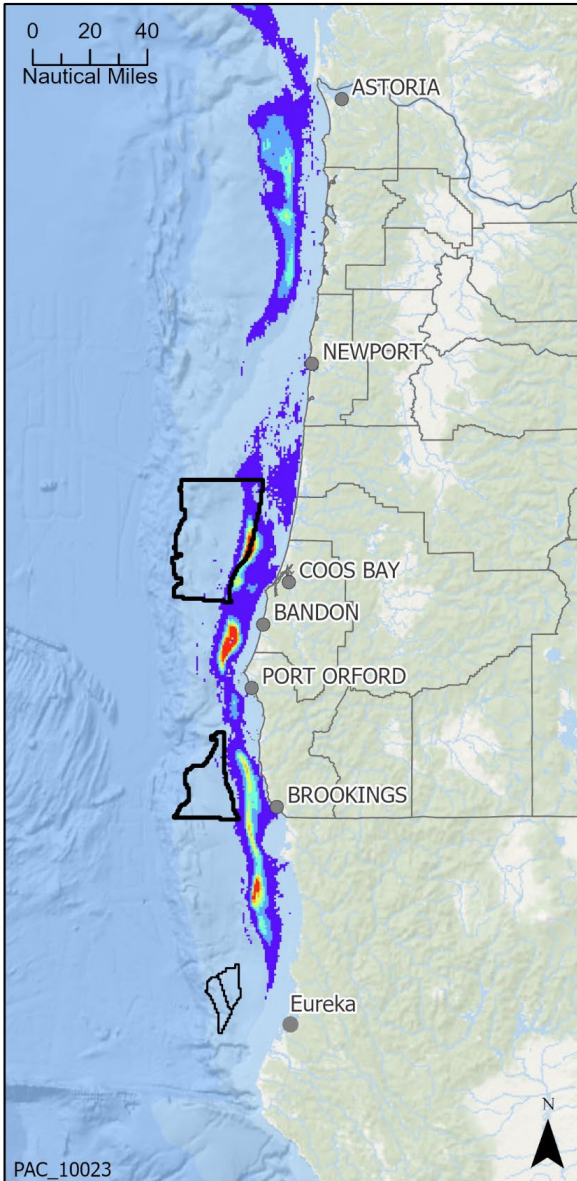 0 20 40
Nautical Miles
ASTORIA
NEWPORT
COOS BAY
BANDON
PORT ORFORD
BROOKINGS
Eureka
N
PAC_10023